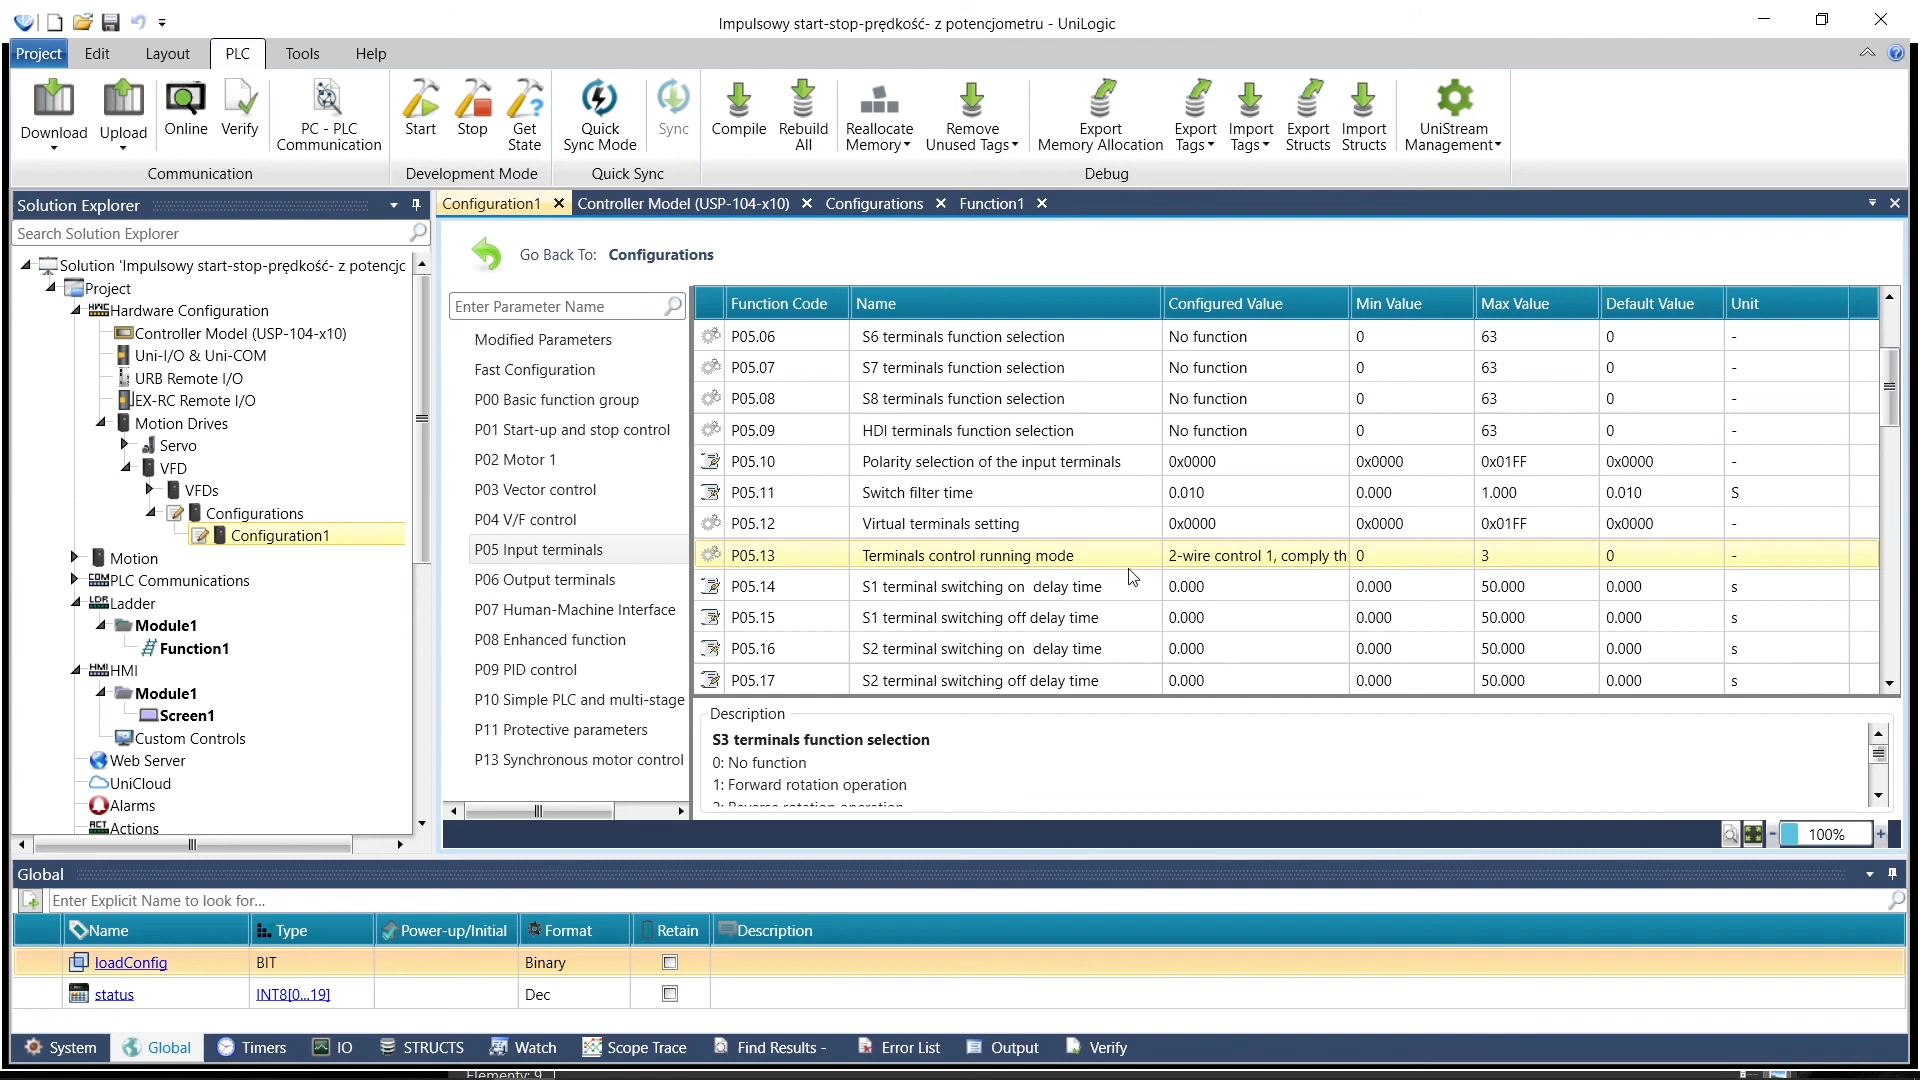 Impulsowy start-stop-prędkość- z potencjometru - UniLogic
Project Edit Layout PLC Tools Help
Download Upload Online Verify PC - PLC Communication Start Stop Get State Quick Sync Mode Sync Compile Rebuild All Reallocate Memory Remove Unused Tags Export Memory Allocation Export Tags Import Tags Export Structs Import Structs UniStream Management
Communication Development Mode Quick Sync Debug
Solution Explorer
Search Solution Explorer
Solution 'Impulsowy start-stop-prędkość- z potencjc
Project
HWC Hardware Configuration
Controller Model (USP-104-x10)
Uni-I/O & Uni-COM
URB Remote I/O
EX-RC Remote I/O
Motion Drives
Servo
VFD
VFDs
Configurations
Configuration1
Motion
COM PLC Communications
LDR Ladder
Module1
Function1
HMI HMI
Module1
Screen1
Custom Controls
Web Server
UniCloud
Alarms
ACT Actions
Configuration1 Controller Model (USP-104-x10) Configurations Function1
Go Back To: Configurations
Enter Parameter Name
Modified Parameters
Fast Configuration
P00 Basic function group
P01 Start-up and stop control
P02 Motor 1
P03 Vector control
P04 V/F control
P05 Input terminals
P06 Output terminals
P07 Human-Machine Interface
P08 Enhanced function
P09 PID control
P10 Simple PLC and multi-stage
P11 Protective parameters
P13 Synchronous motor control
Function Code Name Configured Value Min Value Max Value Default Value Unit
P05.06 S6 terminals function selection No function 0 63 0 -
P05.07 S7 terminals function selection No function 0 63 0 -
P05.08 S8 terminals function selection No function 0 63 0 -
P05.09 HDI terminals function selection No function 0 63 0 -
P05.10 Polarity selection of the input terminals 0x0000 0x0000 0x01FF 0x0000 -
P05.11 Switch filter time 0.010 0.000 1.000 0.010 S
P05.12 Virtual terminals setting 0x0000 0x0000 0x01FF 0x0000 -
P05.13 Terminals control running mode 2-wire control 1, comply th 0 3 0 -
P05.14 S1 terminal switching on delay time 0.000 0.000 50.000 0.000 s
P05.15 S1 terminal switching off delay time 0.000 0.000 50.000 0.000 s
P05.16 S2 terminal switching on delay time 0.000 0.000 50.000 0.000 s
P05.17 S2 terminal switching off delay time 0.000 0.000 50.000 0.000 s
Description
S3 terminals function selection
0: No function
1: Forward rotation operation
2: Reverse rotation operation
100%
Global
Enter Explicit Name to look for...
Name Type Power-up/Initial Format Retain Description
loadConfig BIT Binary
status INT8[0...19] Dec
System Global Timers IO STRUCTS Watch Scope Trace Find Results - Error List Output Verify
Elementy: 9